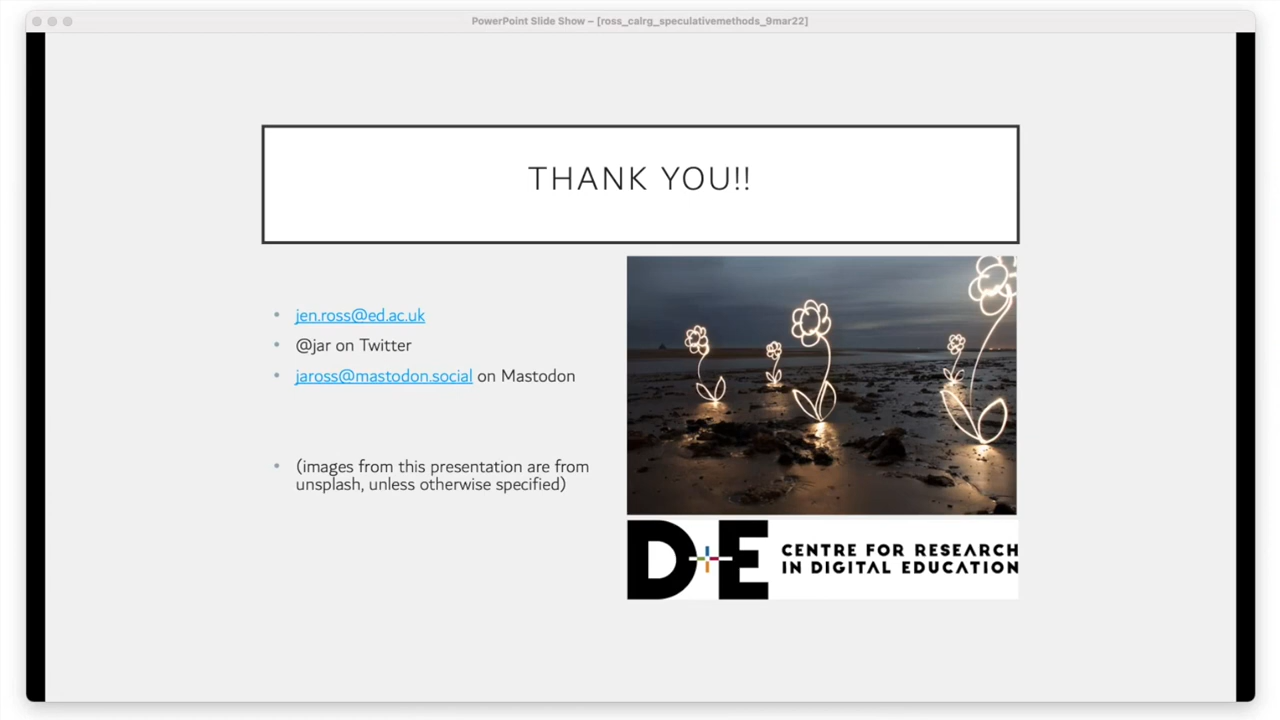 PowerPoint Slide Show – [ross_calrg_speculativemethods_9mar22]
THANK YOU!!
• jen.ross@ed.ac.uk
• @jar on Twitter
• jaross@mastodon.social on Mastodon
• (images from this presentation are from
unsplash, unless otherwise specified)
D+E CENTRE FOR RESEARCH
IN DIGITAL EDUCATION